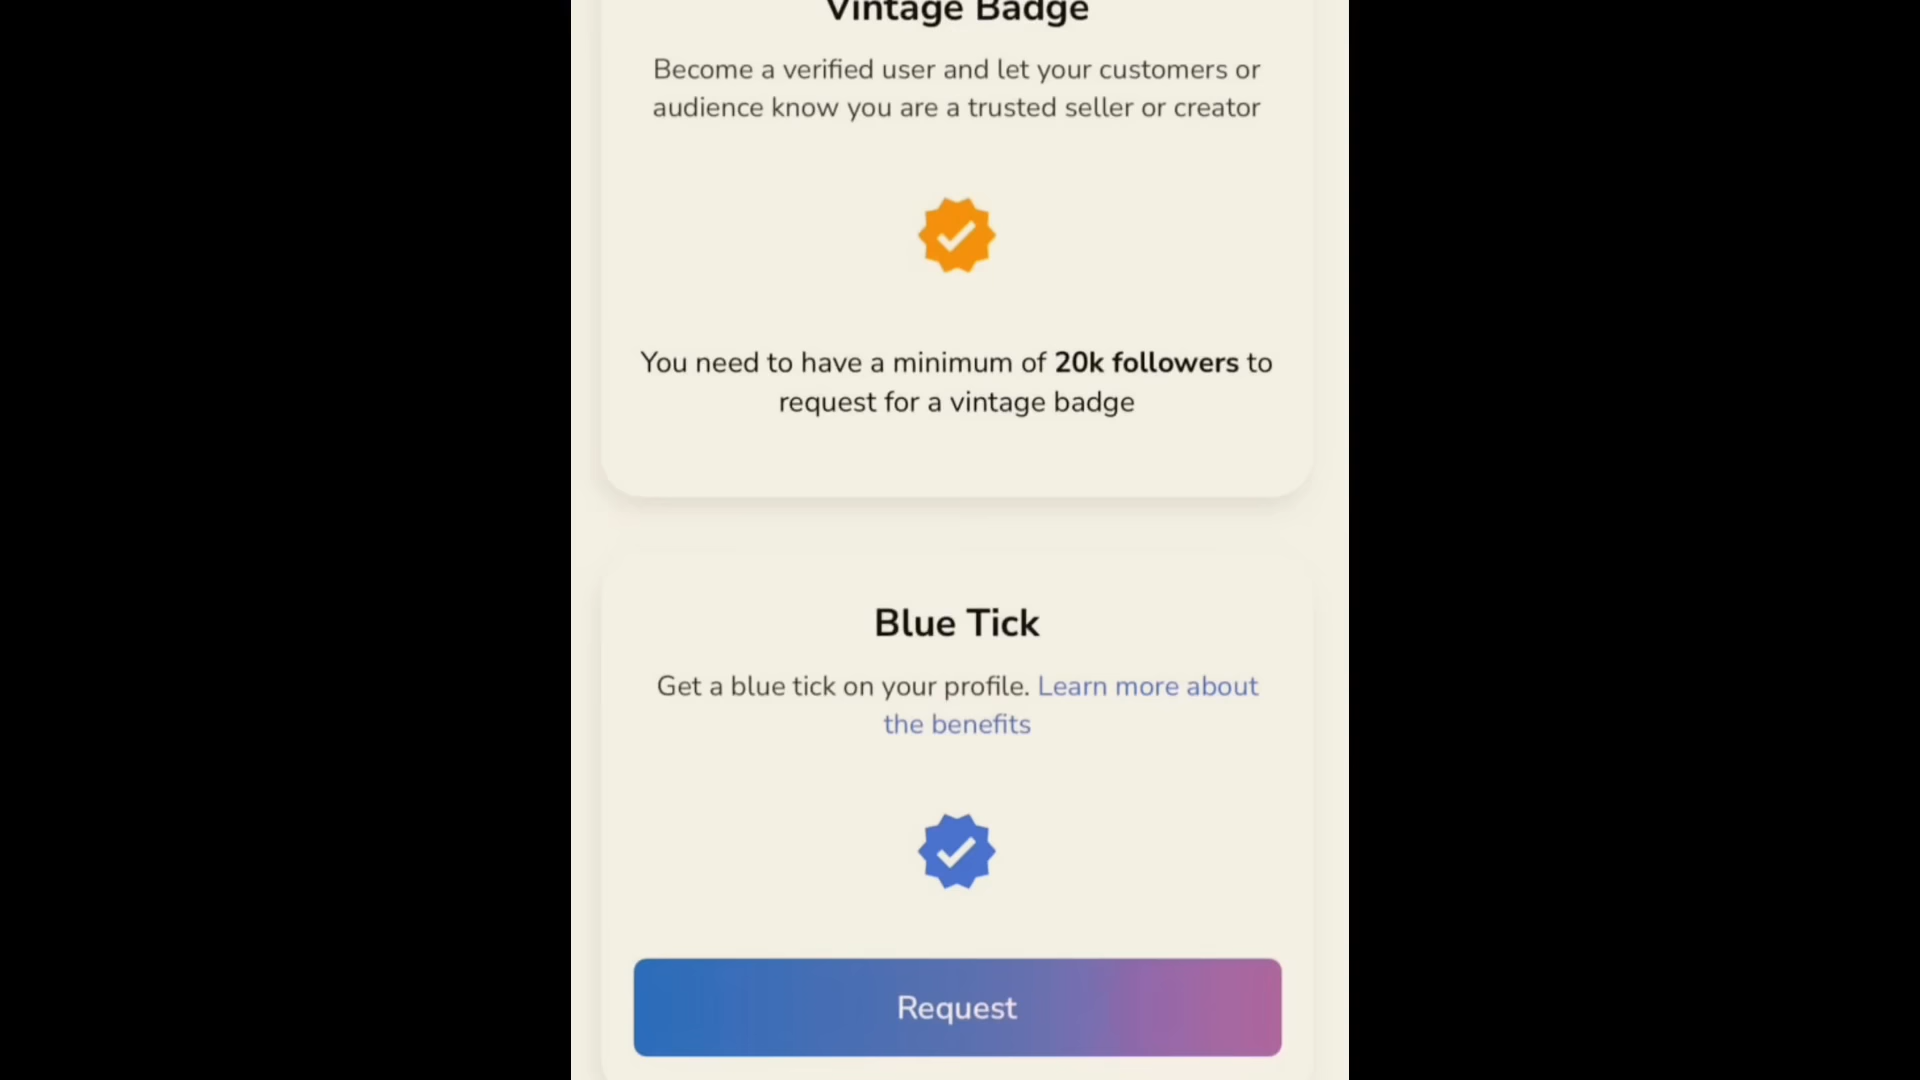 Vintage Badge
Become a verified user and let your customers or
audience know you are a trusted seller or creator
You need to have a minimum of 20k followers to
request for a vintage badge
Blue Tick
Get a blue tick on your profile. Learn more about
the benefits
Request